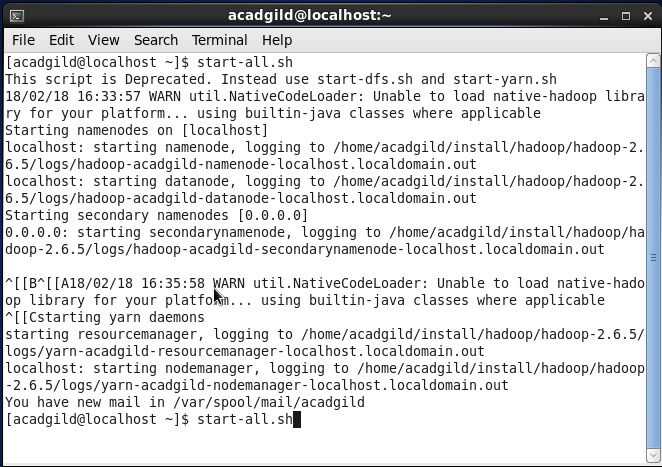 acadgild@localhost:~
File Edit View Search Terminal Help
[acadgild@localhost ~]$ start-all.sh
This script is Deprecated. Instead use start-dfs.sh and start-yarn.sh
18/02/18 16:33:57 WARN util.NativeCodeLoader: Unable to load native-hadoop libra
ry for your platform... using builtin-java classes where applicable
Starting namenodes on [localhost]
localhost: starting namenode, logging to /home/acadgild/install/hadoop/hadoop-2.
6.5/logs/hadoop-acadgild-namenode-localhost.localdomain.out
localhost: starting datanode, logging to /home/acadgild/install/hadoop/hadoop-2.
6.5/logs/hadoop-acadgild-datanode-localhost.localdomain.out
Starting secondary namenodes [0.0.0.0]
0.0.0.0: starting secondarynamenode, logging to /home/acadgild/install/hadoop/ha
doop-2.6.5/logs/hadoop-acadgild-secondarynamenode-localhost.localdomain.out
^[[B^[[A18/02/18 16:35:58 WARN util.NativeCodeLoader: Unable to load native-hado
op library for your platform... using builtin-java classes where applicable
^[[Cstarting yarn daemons
starting resourcemanager, logging to /home/acadgild/install/hadoop/hadoop-2.6.5/
logs/yarn-acadgild-resourcemanager-localhost.localdomain.out
localhost: starting nodemanager, logging to /home/acadgild/install/hadoop/hadoop
-2.6.5/logs/yarn-acadgild-nodemanager-localhost.localdomain.out
You have new mail in /var/spool/mail/acadgild
[acadgild@localhost ~]$ start-all.sh